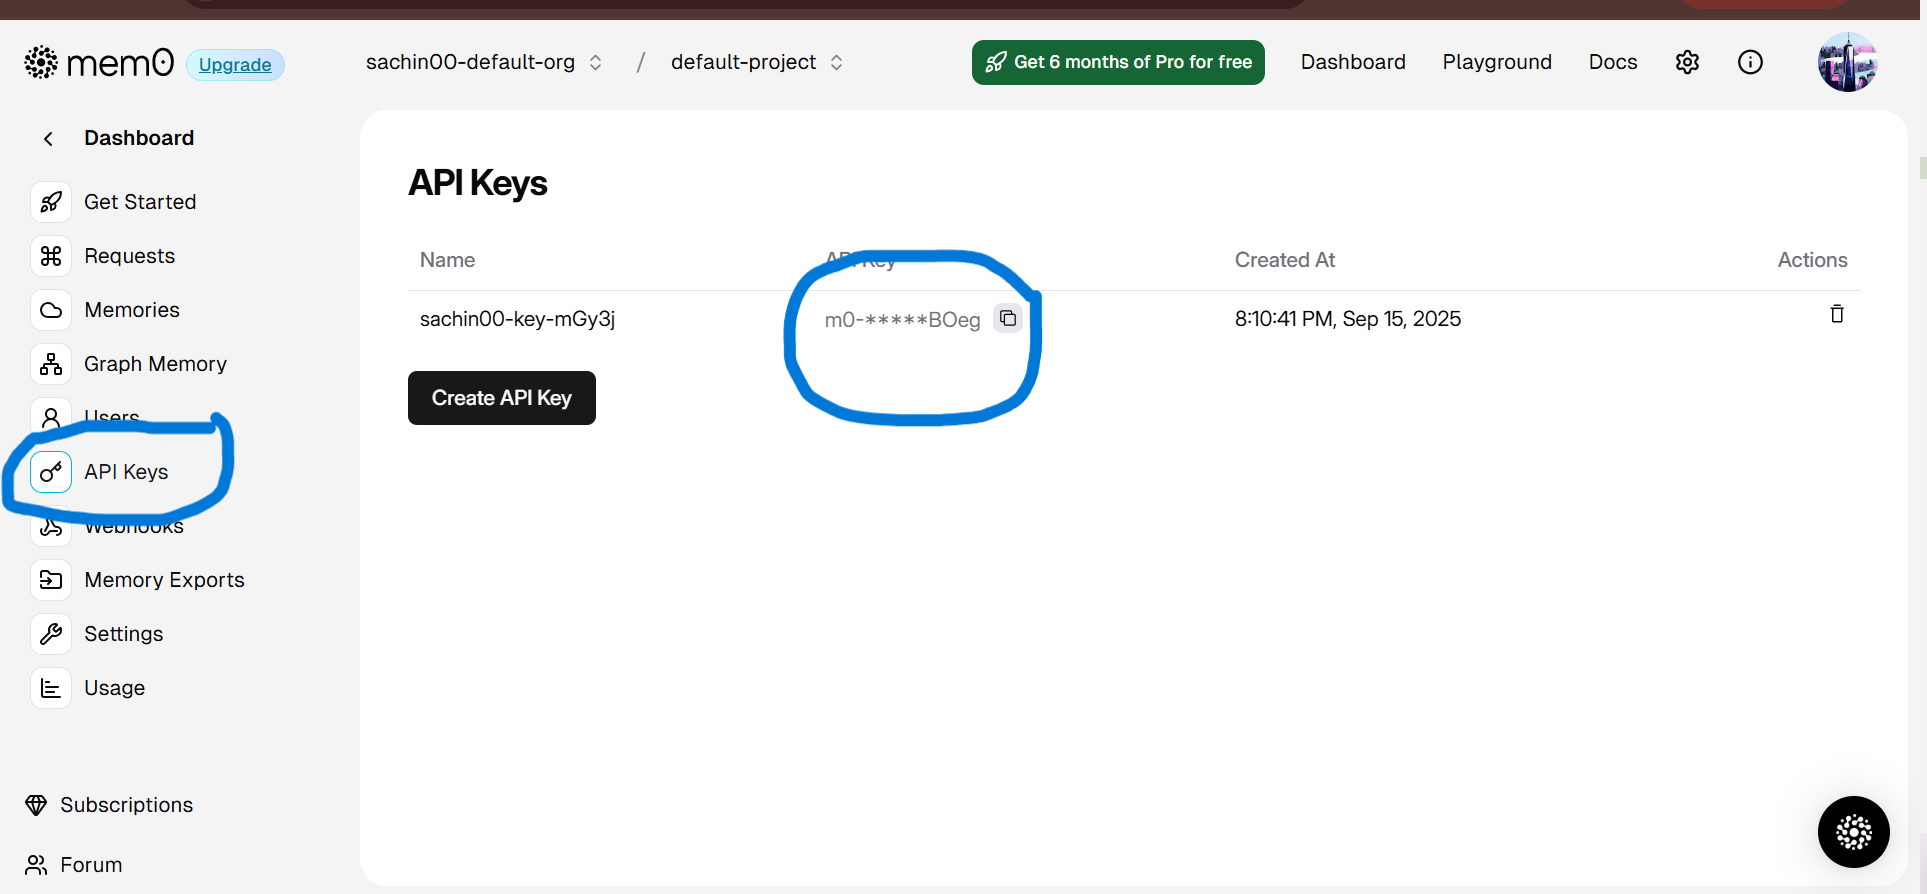 mem0 Upgrade sachin00-default-org / default-project Get 6 months of Pro for free Dashboard Playground Docs
Dashboard
Get Started
Requests
Memories
Graph Memory
Users
API Keys
Webhooks
Memory Exports
Settings
Usage
Subscriptions
Forum
API Keys
Name API Key Created At Actions
sachin00-key-mGy3j m0-*****BOeg 8:10:41 PM, Sep 15, 2025
Create API Key